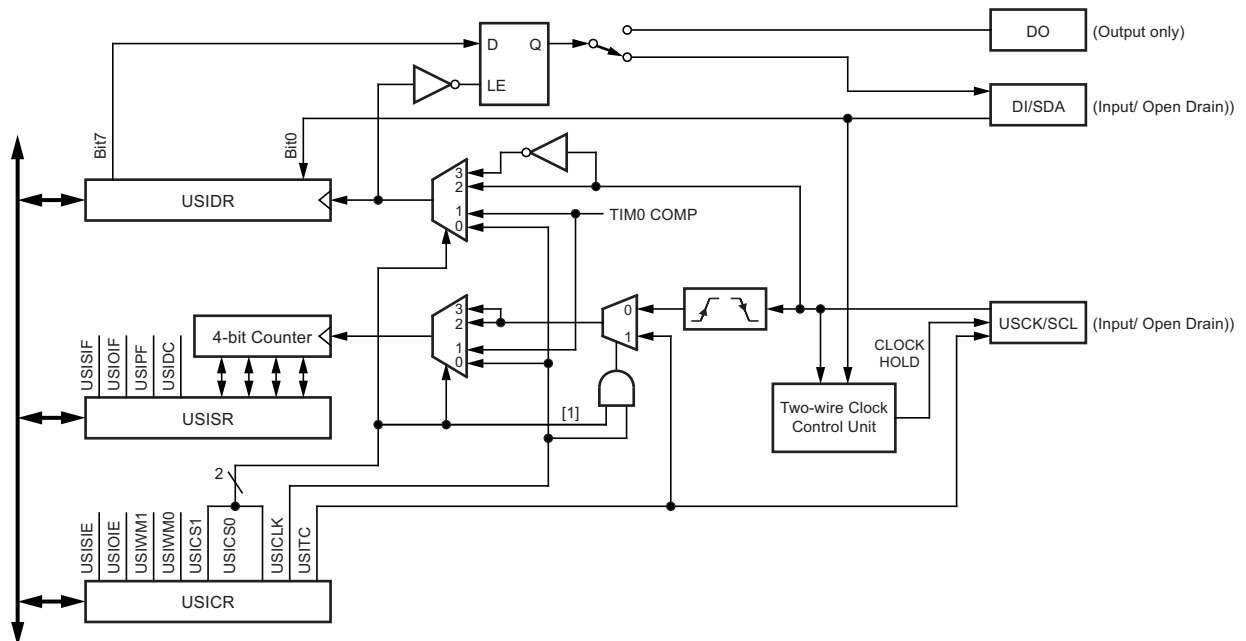 DO (Output only)
D Q
LE
DI/SDA (Input/ Open Drain))
Bit7
Bit0
3
2
1
0
USIDR
TIM0 COMP
3
2
1
0
0
1
4-bit Counter
USCK/SCL (Input/ Open Drain))
CLOCK
HOLD
USISIF
USIOIF
USIPF
USIDC
[1]
Two-wire Clock
Control Unit
USISR
2
USISIE
USIOIE
USIWM1
USIWM0
USICS1
USICS0
USICLK
USITC
USICR